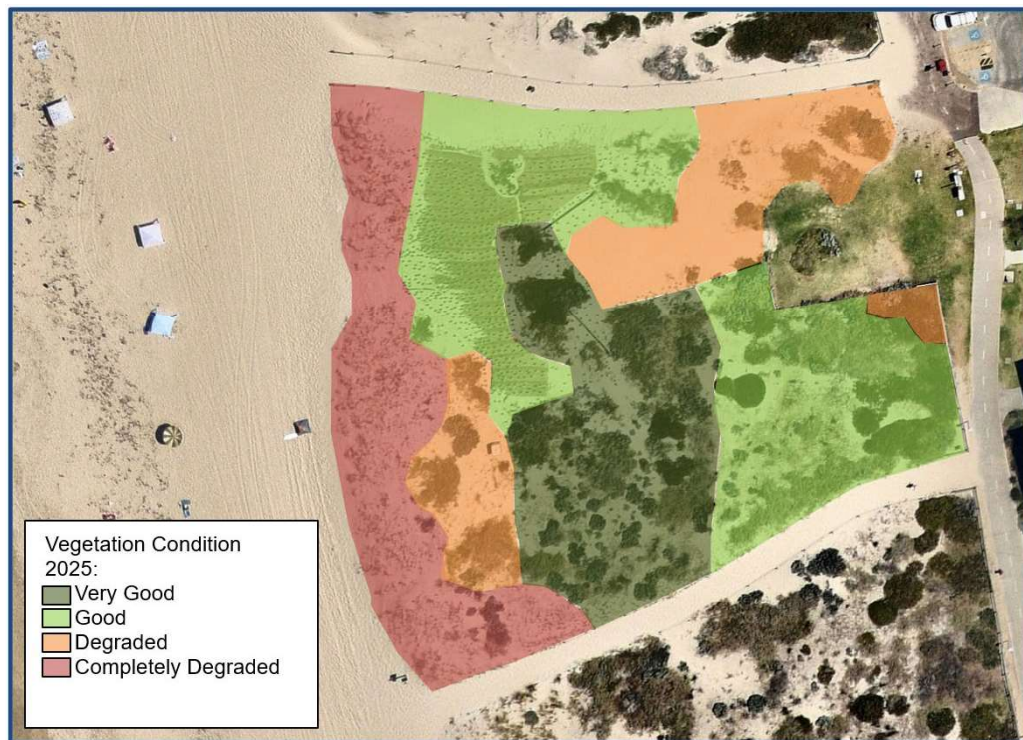 Vegetation Condition
2025:
Very Good
Good
Degraded
Completely Degraded